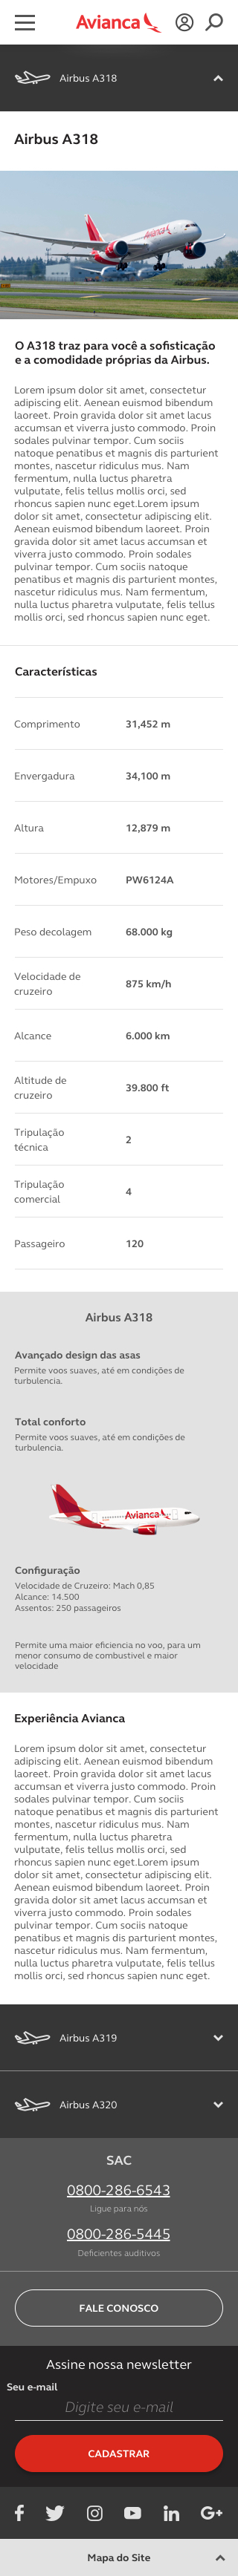 Avianca
Airbus A318
Airbus A318
O A318 traz para você a sofisticação
e a comodidade próprias da Airbus.
Lorem ipsum dolor sit amet, consectetur
adipiscing elit. Aenean euismod bibendum
laoreet. Proin gravida dolor sit amet lacus
accumsan et viverra justo commodo. Proin
sodales pulvinar tempor. Cum sociis
natoque penatibus et magnis dis parturient
montes, nascetur ridiculus mus. Nam
fermentum, nulla luctus pharetra
vulputate, felis tellus mollis orci, sed
rhoncus sapien nunc eget.Lorem ipsum
dolor sit amet, consectetur adipiscing elit.
Aenean euismod bibendum laoreet. Proin
gravida dolor sit amet lacus accumsan et
viverra justo commodo. Proin sodales
pulvinar tempor. Cum sociis natoque
penatibus et magnis dis parturient montes,
nascetur ridiculus mus. Nam fermentum,
nulla luctus pharetra vulputate, felis tellus
mollis orci, sed rhoncus sapien nunc eget.
Características
Comprimento 31,452 m
Envergadura 34,100 m
Altura 12,879 m
Motores/Empuxo PW6124A
Peso decolagem 68.000 kg
Velocidade de
cruzeiro 875 km/h
Alcance 6.000 km
Altitude de
cruzeiro 39.800 ft
Tripulação
técnica 2
Tripulação
comercial 4
Passageiro 120
Airbus A318
Avançado design das asas
Permite voos suaves, até em condições de
turbulencia.
Total conforto
Permite voos suaves, até em condições de
turbulencia.
Avianca
Configuração
Velocidade de Cruzeiro: Mach 0,85
Alcance: 14.500
Assentos: 250 passageiros
Permite uma maior eficiencia no voo, para um
menor consumo de combustivel e maior
velocidade
Experiência Avianca
Lorem ipsum dolor sit amet, consectetur
adipiscing elit. Aenean euismod bibendum
laoreet. Proin gravida dolor sit amet lacus
accumsan et viverra justo commodo. Proin
sodales pulvinar tempor. Cum sociis
natoque penatibus et magnis dis parturient
montes, nascetur ridiculus mus. Nam
fermentum, nulla luctus pharetra
vulputate, felis tellus mollis orci, sed
rhoncus sapien nunc eget.Lorem ipsum
dolor sit amet, consectetur adipiscing elit.
Aenean euismod bibendum laoreet. Proin
gravida dolor sit amet lacus accumsan et
viverra justo commodo. Proin sodales
pulvinar tempor. Cum sociis natoque
penatibus et magnis dis parturient montes,
nascetur ridiculus mus. Nam fermentum,
nulla luctus pharetra vulputate, felis tellus
mollis orci, sed rhoncus sapien nunc eget.
Airbus A319
Airbus A320
SAC
0800-286-6543
Ligue para nós
0800-286-5445
Deficientes auditivos
FALE CONOSCO
Assine nossa newsletter
Seu e-mail
Digite seu e-mail
CADASTRAR
Mapa do Site